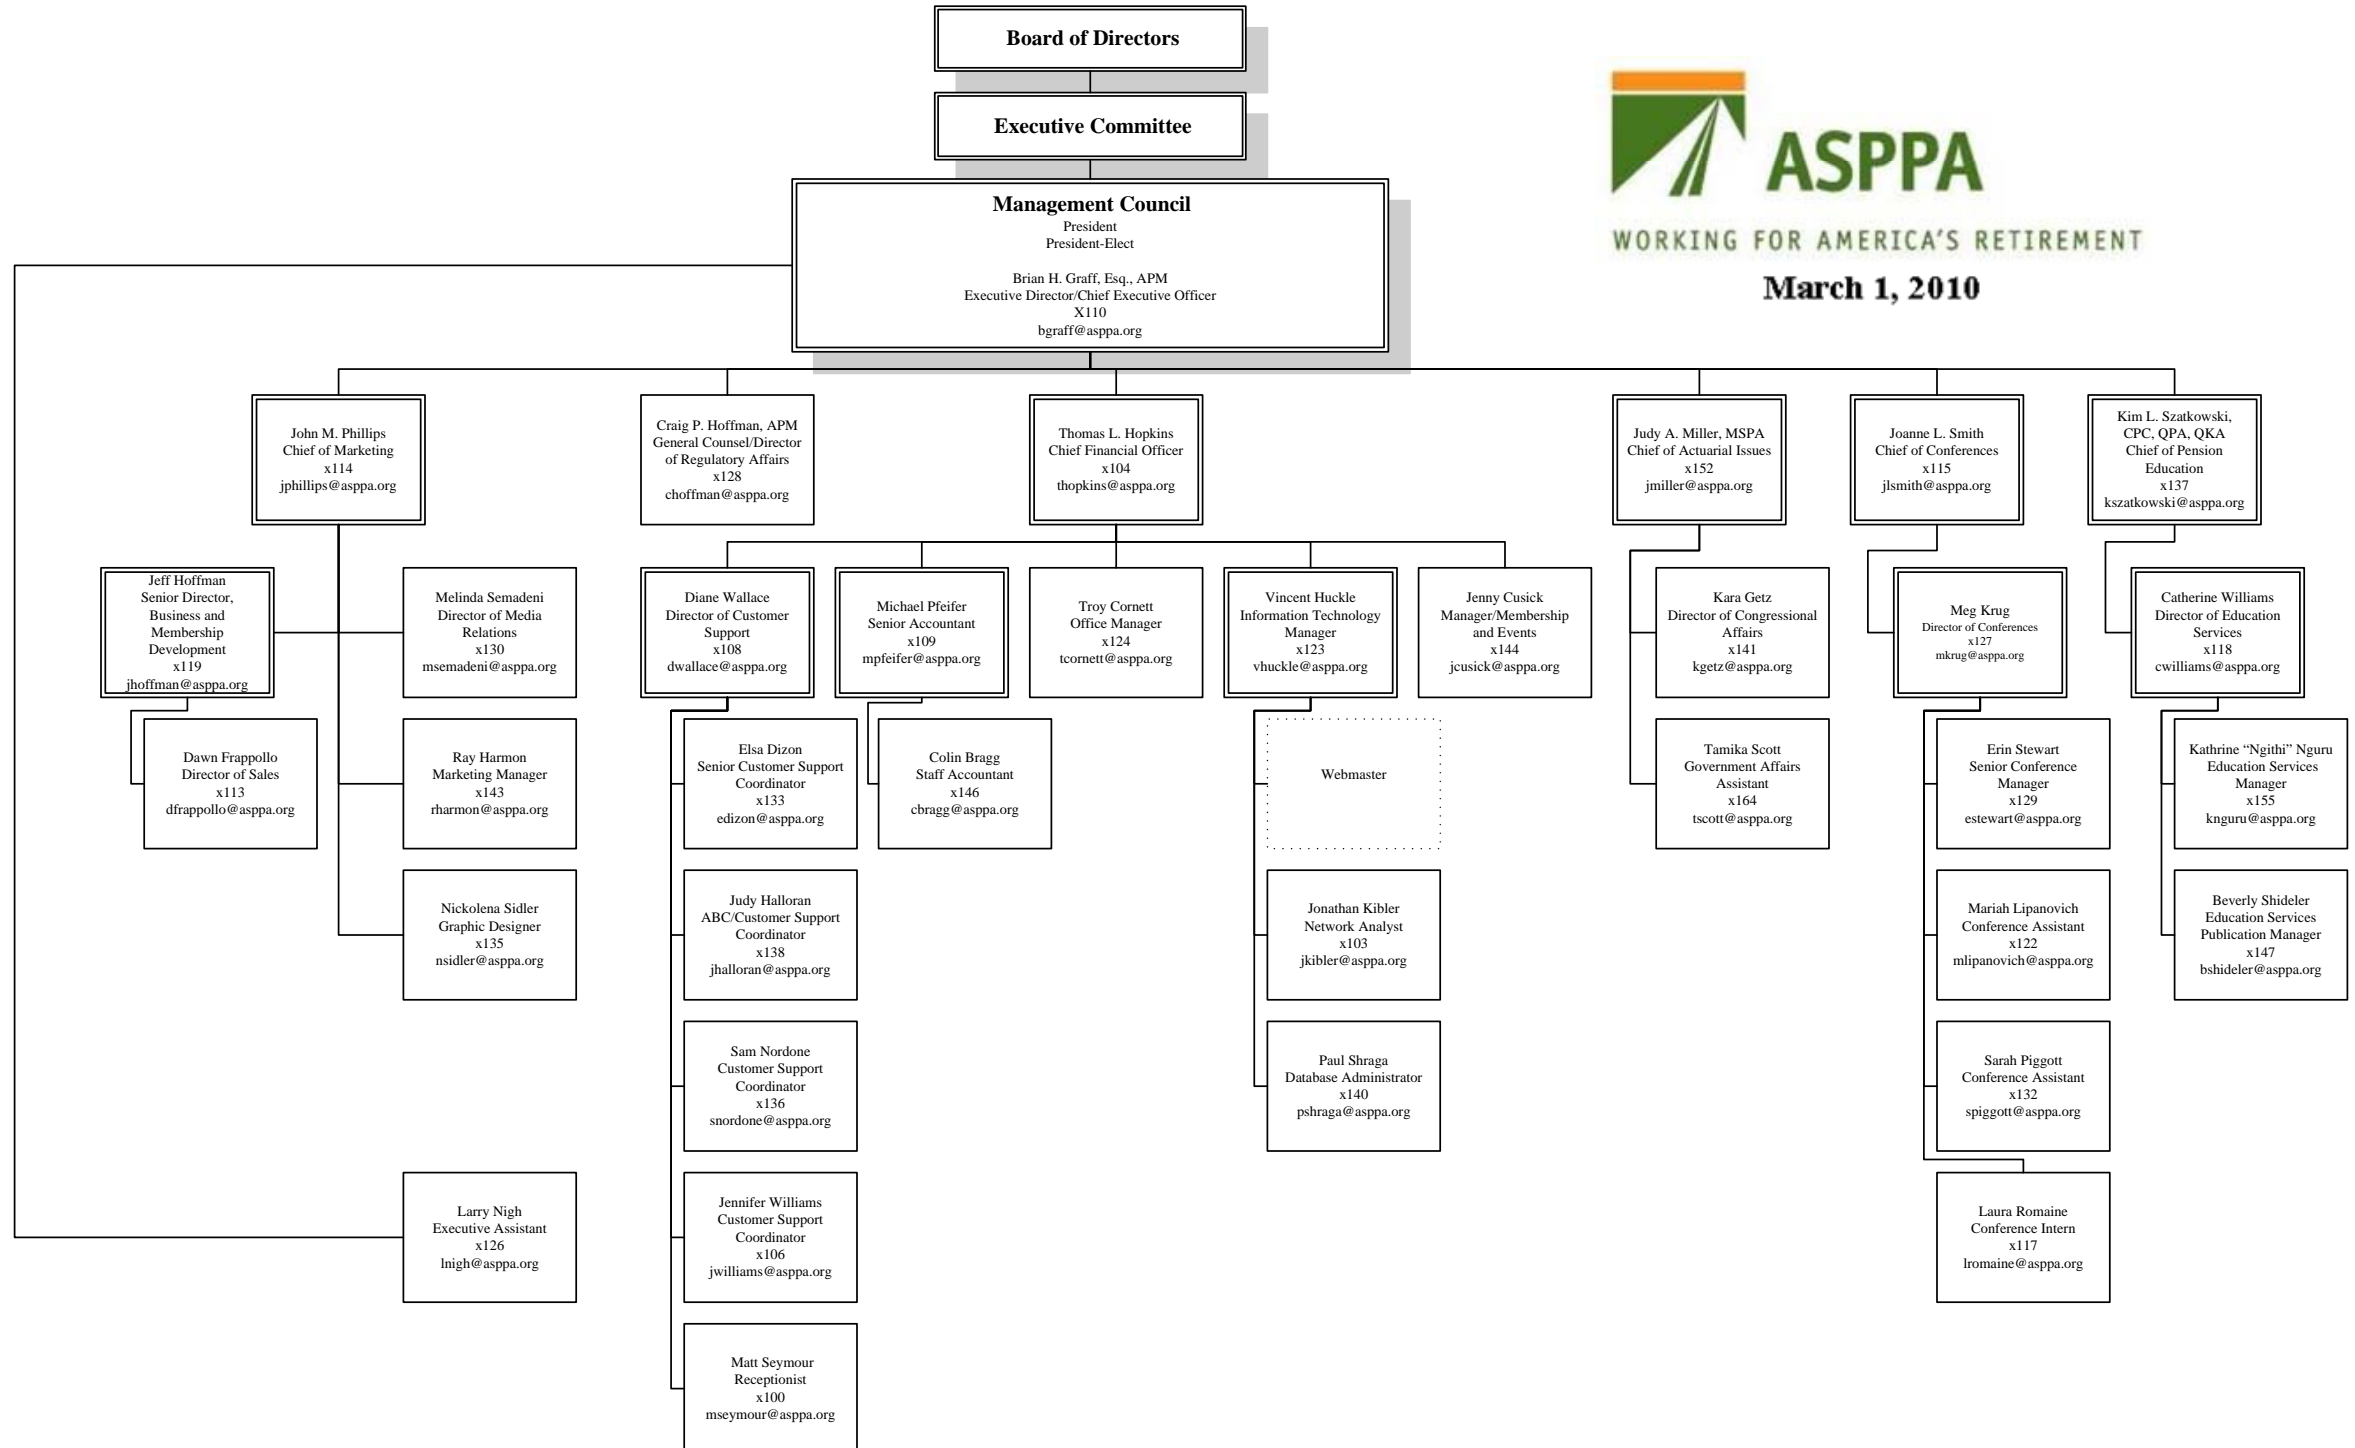 Board of Directors
Executive Committee
Management Council
President
President-Elect
Brian H. Graff, Esq., APM
Executive Director/Chief Executive Officer
X110
bgraff@asppa.org
ASPPA
WORKING FOR AMERICA'S RETIREMENT
March 1, 2010
John M. Phillips
Chief of Marketing
x114
jphillips@asppa.org
Craig P. Hoffman, APM
General Counsel/Director
of Regulatory Affairs
x128
choffman@asppa.org
Thomas L. Hopkins
Chief Financial Officer
x104
thopkins@asppa.org
Judy A. Miller, MSPA
Chief of Actuarial Issues
x152
jmiller@asppa.org
Joanne L. Smith
Chief of Conferences
x115
jlsmith@asppa.org
Kim L. Szatkowski,
CPC, QPA, QKA
Chief of Pension
Education
x137
kszatkowski@asppa.org
Jeff Hoffman
Senior Director,
Business and
Membership
Development
x119
jhoffman@asppa.org
Melinda Semadeni
Director of Media
Relations
x130
msemadeni@asppa.org
Diane Wallace
Director of Customer
Support
x108
dwallace@asppa.org
Michael Pfeifer
Senior Accountant
x109
mpfeifer@asppa.org
Troy Cornett
Office Manager
x124
tcornett@asppa.org
Vincent Huckle
Information Technology
Manager
x123
vhuckle@asppa.org
Jenny Cusick
Manager/Membership
and Events
x144
jcusick@asppa.org
Kara Getz
Director of Congressional
Affairs
x141
kgetz@asppa.org
Meg Krug
Director of Conferences
x127
mkrug@asppa.org
Catherine Williams
Director of Education
Services
x118
cwilliams@asppa.org
Dawn Frappollo
Director of Sales
x113
dfrappollo@asppa.org
Ray Harmon
Marketing Manager
x143
rharmon@asppa.org
Elsa Dizon
Senior Customer Support
Coordinator
x133
edizon@asppa.org
Colin Bragg
Staff Accountant
x146
cbragg@asppa.org
Webmaster
Tamika Scott
Government Affairs
Assistant
x164
tscott@asppa.org
Erin Stewart
Senior Conference
Manager
x129
estewart@asppa.org
Kathrine “Ngithi” Nguru
Education Services
Manager
x155
knguru@asppa.org
Nickolena Sidler
Graphic Designer
x135
nsidler@asppa.org
Judy Halloran
ABC/Customer Support
Coordinator
x138
jhalloran@asppa.org
Jonathan Kibler
Network Analyst
x103
jkibler@asppa.org
Mariah Lipanovich
Conference Assistant
x122
mlipanovich@asppa.org
Beverly Shideler
Education Services
Publication Manager
x147
bshideler@asppa.org
Sam Nordone
Customer Support
Coordinator
x136
snordone@asppa.org
Paul Shraga
Database Administrator
x140
pshraga@asppa.org
Sarah Piggott
Conference Assistant
x132
spiggott@asppa.org
Larry Nigh
Executive Assistant
x126
lnigh@asppa.org
Jennifer Williams
Customer Support
Coordinator
x106
jwilliams@asppa.org
Laura Romaine
Conference Intern
x117
lromaine@asppa.org
Matt Seymour
Receptionist
x100
mseymour@asppa.org